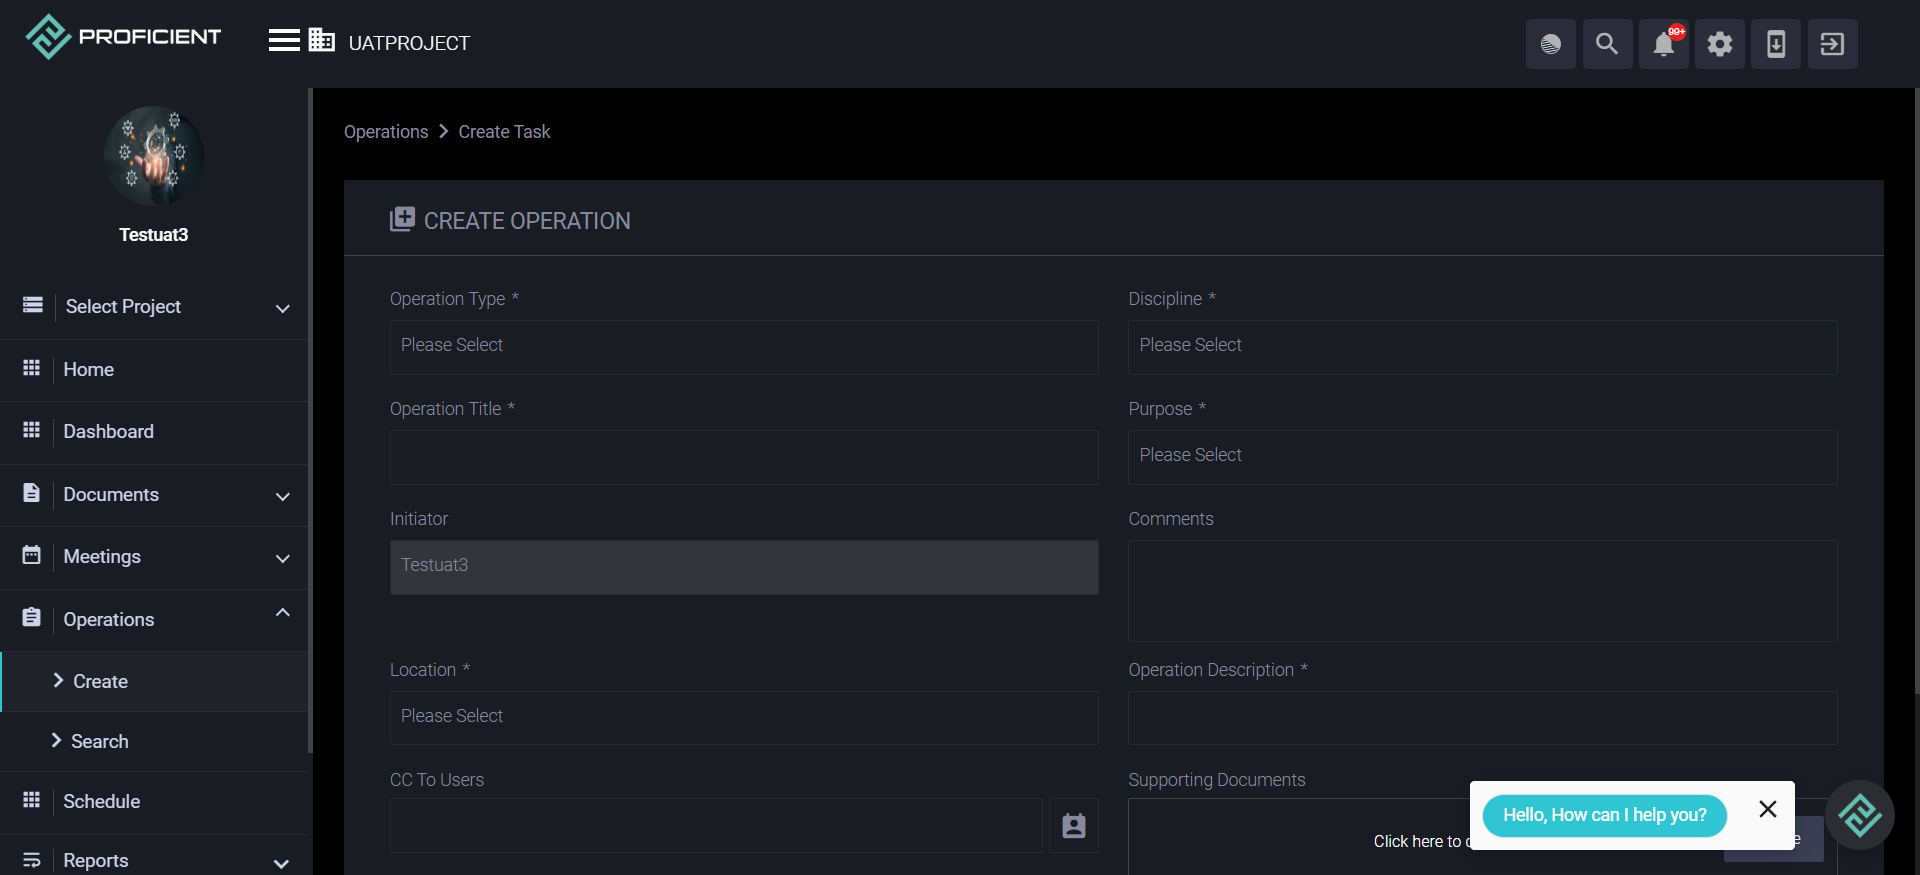 PROFICIENT
UATPROJECT
99+
Testuat3
Select Project
Home
Dashboard
Documents
Meetings
Operations
Create
Search
Schedule
Reports
Operations > Create Task
CREATE OPERATION
Operation Type *
Please Select
Discipline *
Please Select
Operation Title *
Purpose *
Please Select
Initiator
Testuat3
Comments
Location *
Please Select
Operation Description *
CC To Users
Supporting Documents
Click here to
Hello, How can I help you?